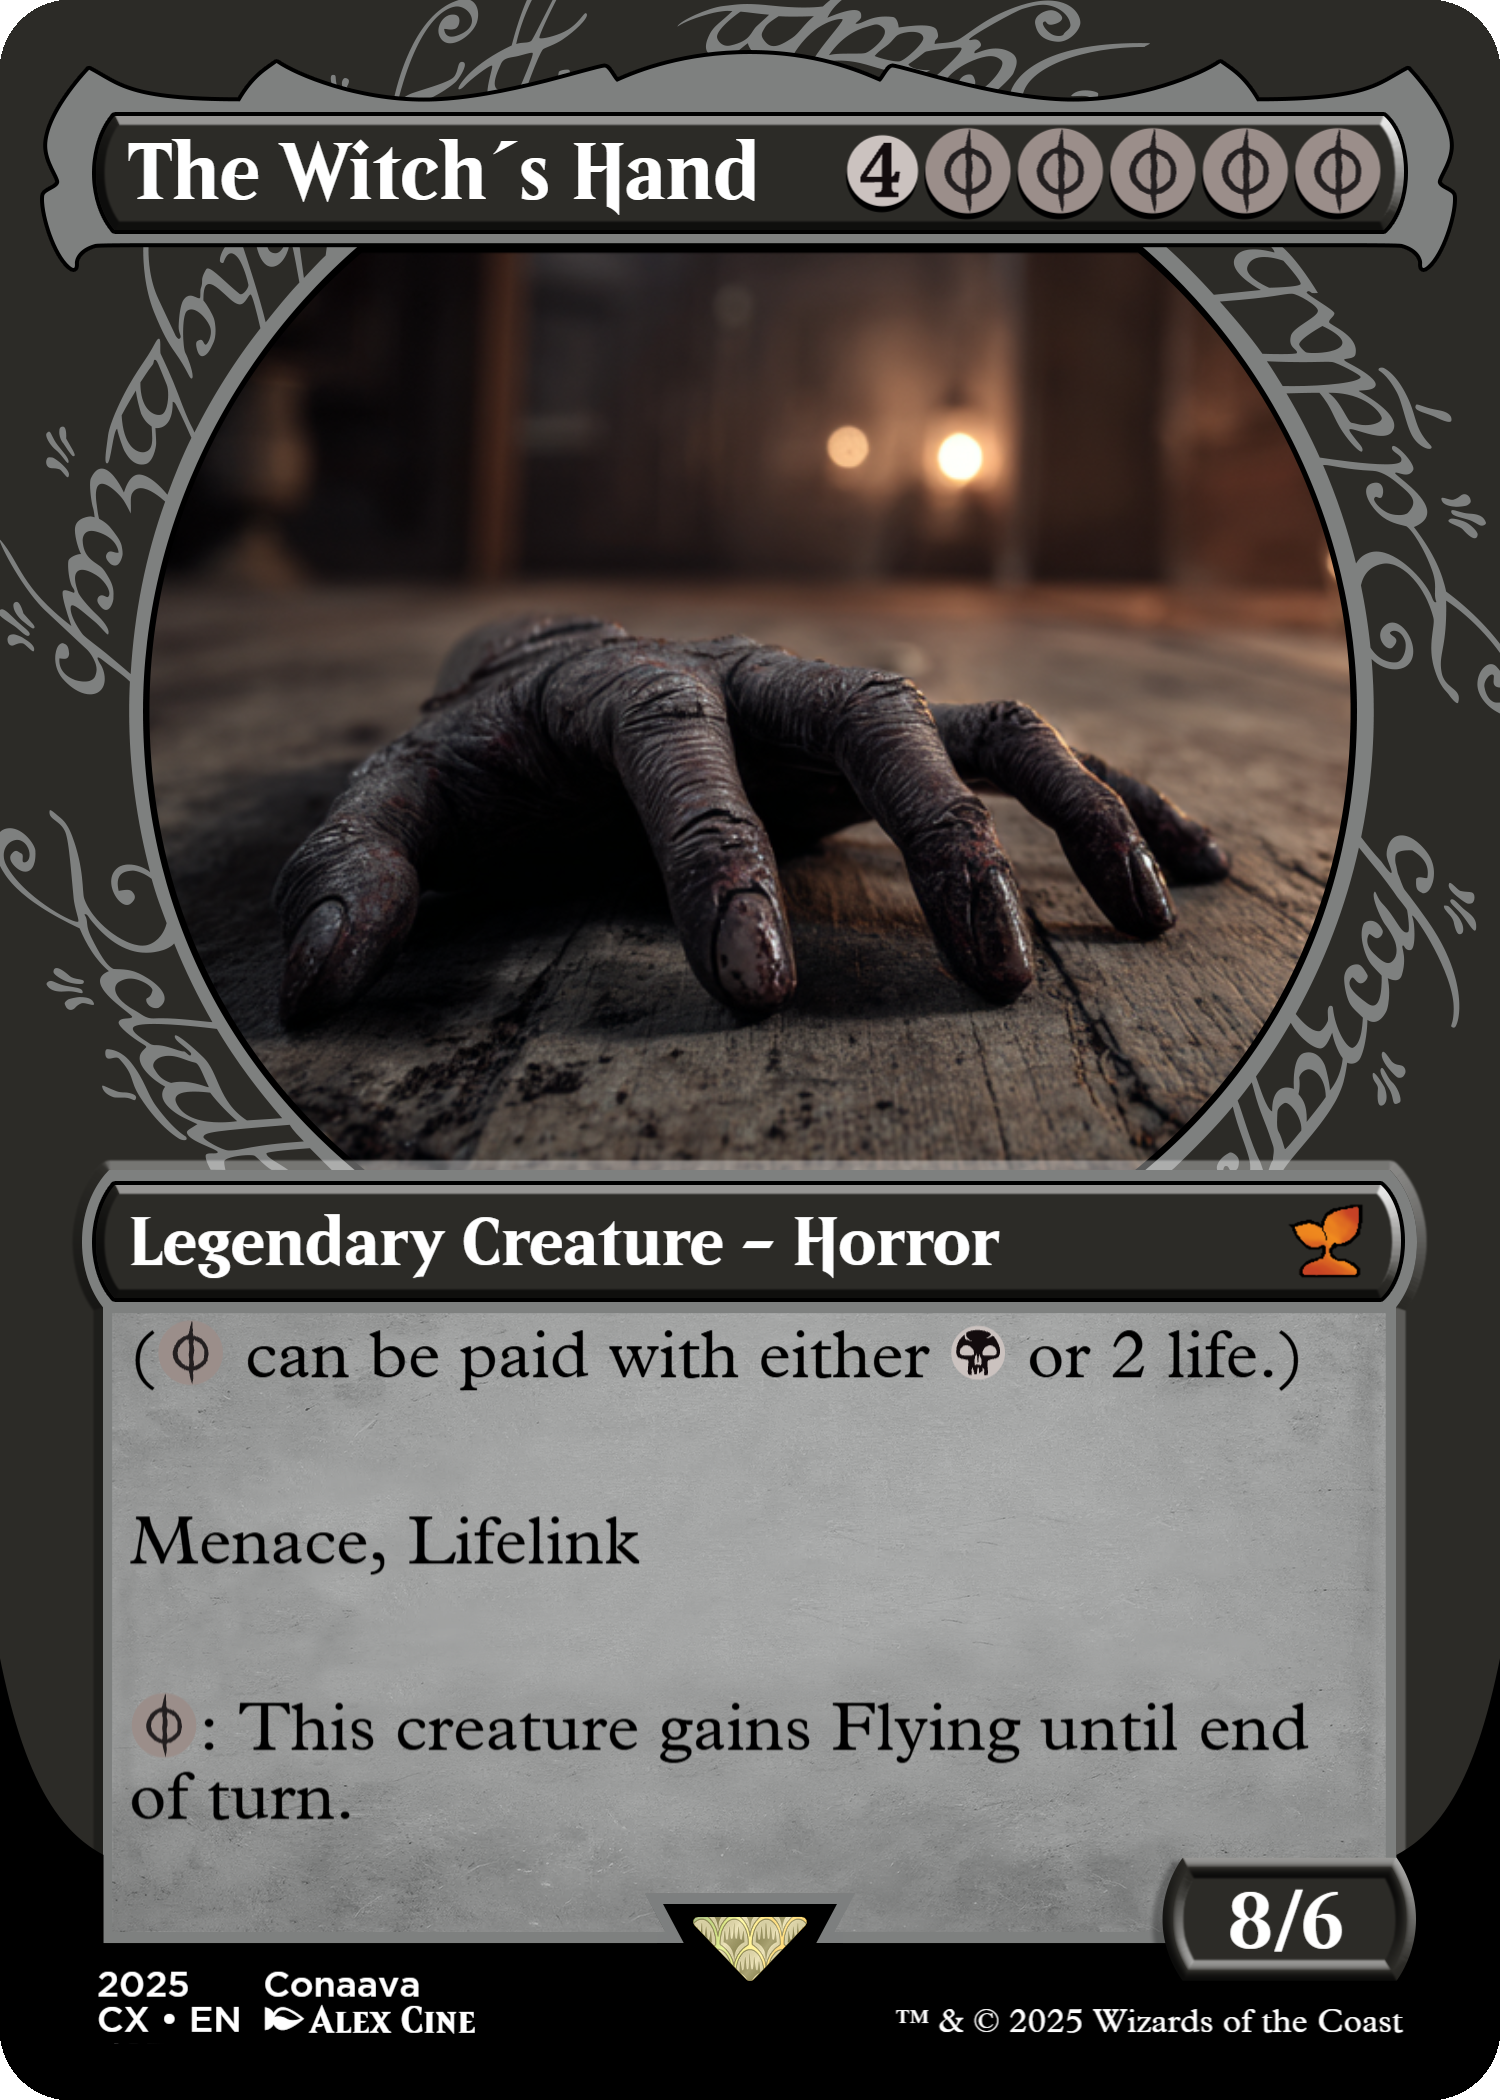 The Witch´s Hand 4
Legendary Creature – Horror
( can be paid with either or 2 life.)
Menace, Lifelink
: This creature gains Flying until end
of turn.
8/6
2025 Conaava
CX • EN ALEX CINE
™ & © 2025 Wizards of the Coast